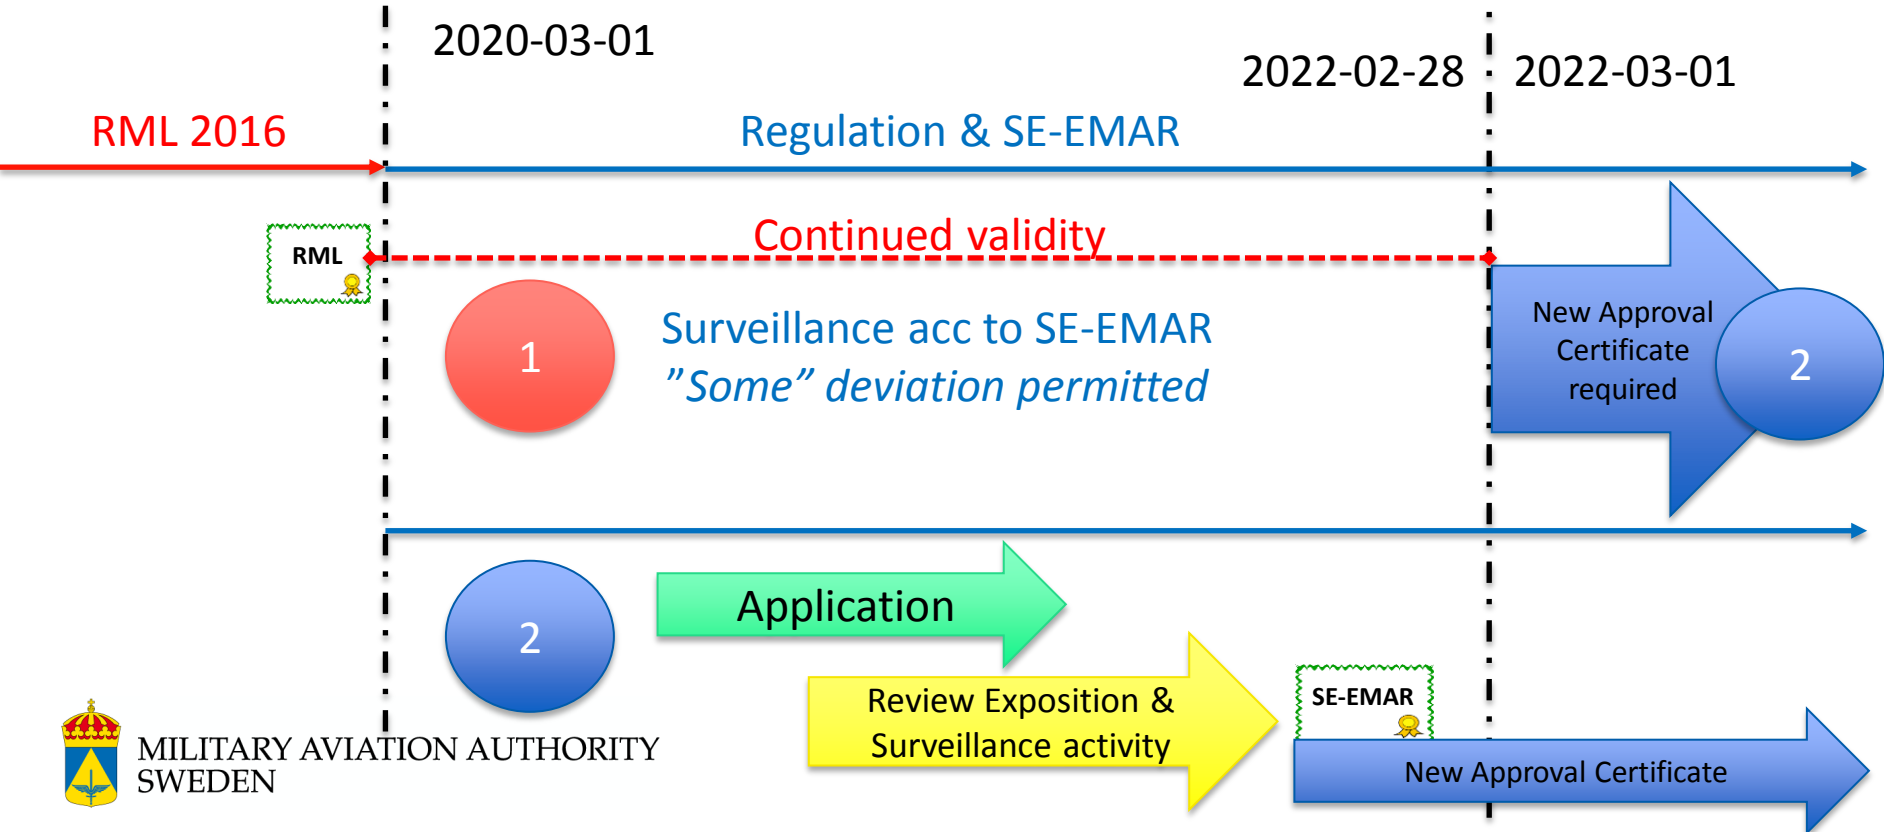 2020-03-01
2022-02-28
2022-03-01
RML 2016
Regulation & SE-EMAR
Continued validity
RML
1
Surveillance acc to SE-EMAR
”Some” deviation permitted
New Approval
Certificate
required
2
2
Application
Review Exposition &
Surveillance activity
SE-EMAR
New Approval Certificate
MILITARY AVIATION AUTHORITY
SWEDEN